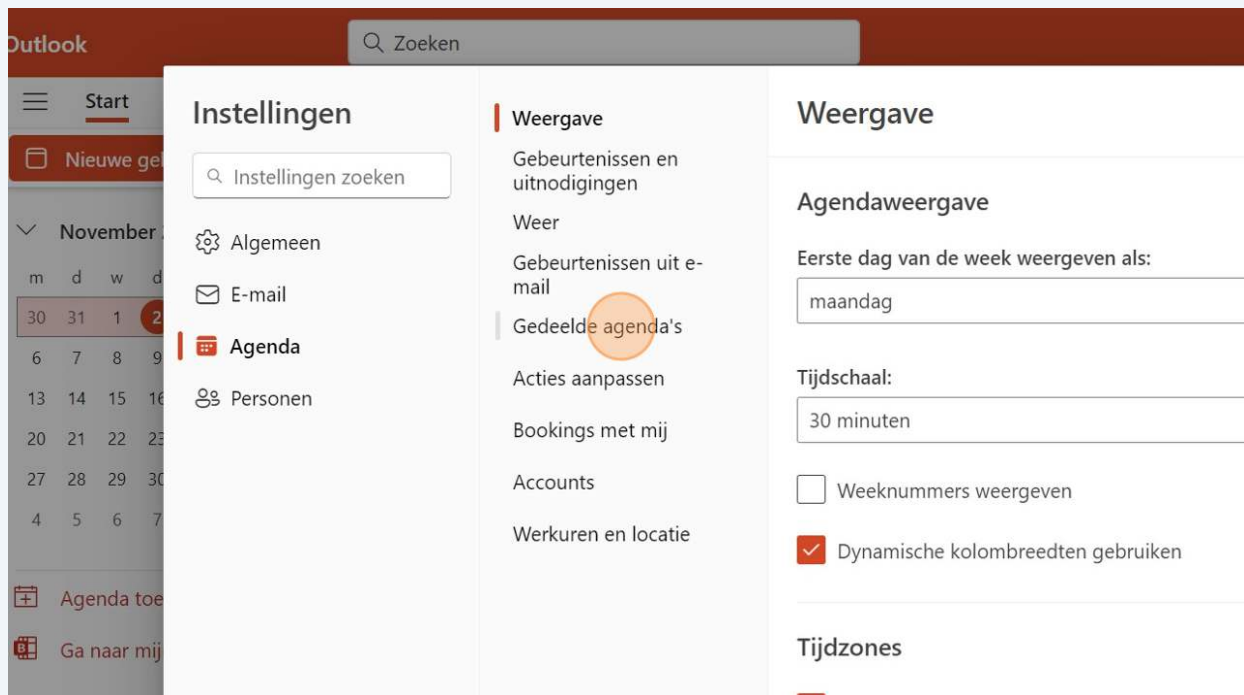 Outlook
Zoeken
Start
Nieuwe
November
m d w d
30 31 1 2
6 7 8 9
13 14 15 16
20 21 22 23
27 28 29 30
4 5 6 7
Agenda
Ga naar
Instellingen
Instellingen zoeken
Algemeen
E-mail
Agenda
Personen
Weergave
Gebeurtenissen en
uitnodigingen
Weer
Gebeurtenissen uit e-
mail
Gedeelde agenda's
Acties aanpassen
Bookings met mij
Accounts
Werkuren en locatie
Weergave
Agendaweergave
Eerste dag van de week weergeven als:
maandag
Tijdschaal:
30 minuten
Weeknummers weergeven
Dynamische kolombreedten gebruiken
Tijdzones